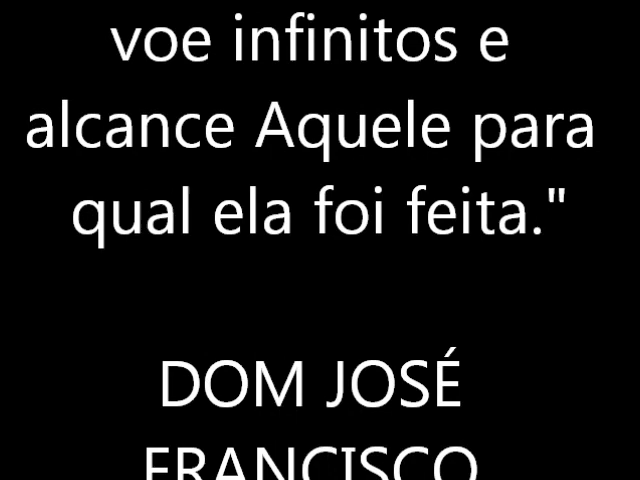 voe infinitos e
alcance Aquele para
qual ela foi feita."
DOM JOSÉ
FRANCISCO